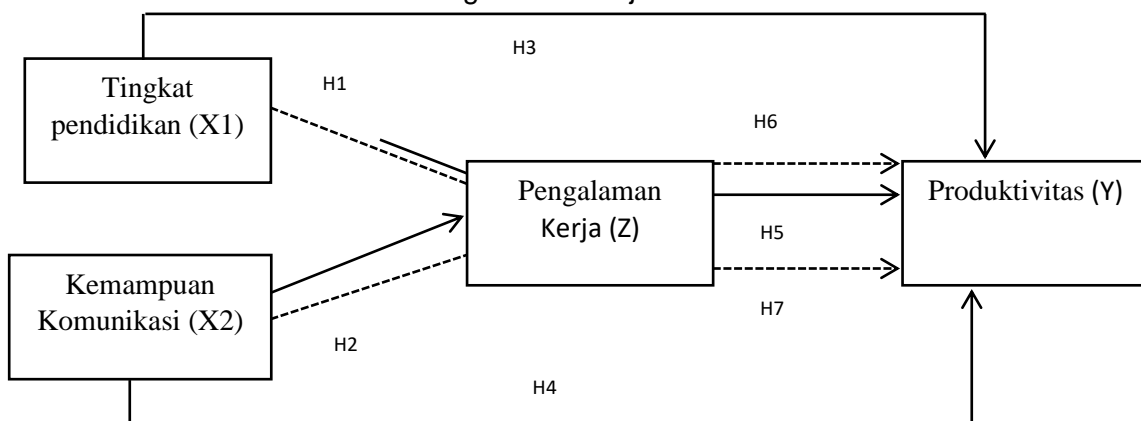 H3
Tingkat
pendidikan (X1)
H1
H6
Pengalaman
Kerja (Z)
Produktivitas (Y)
H5
Kemampuan
Komunikasi (X2)
H7
H2
H4